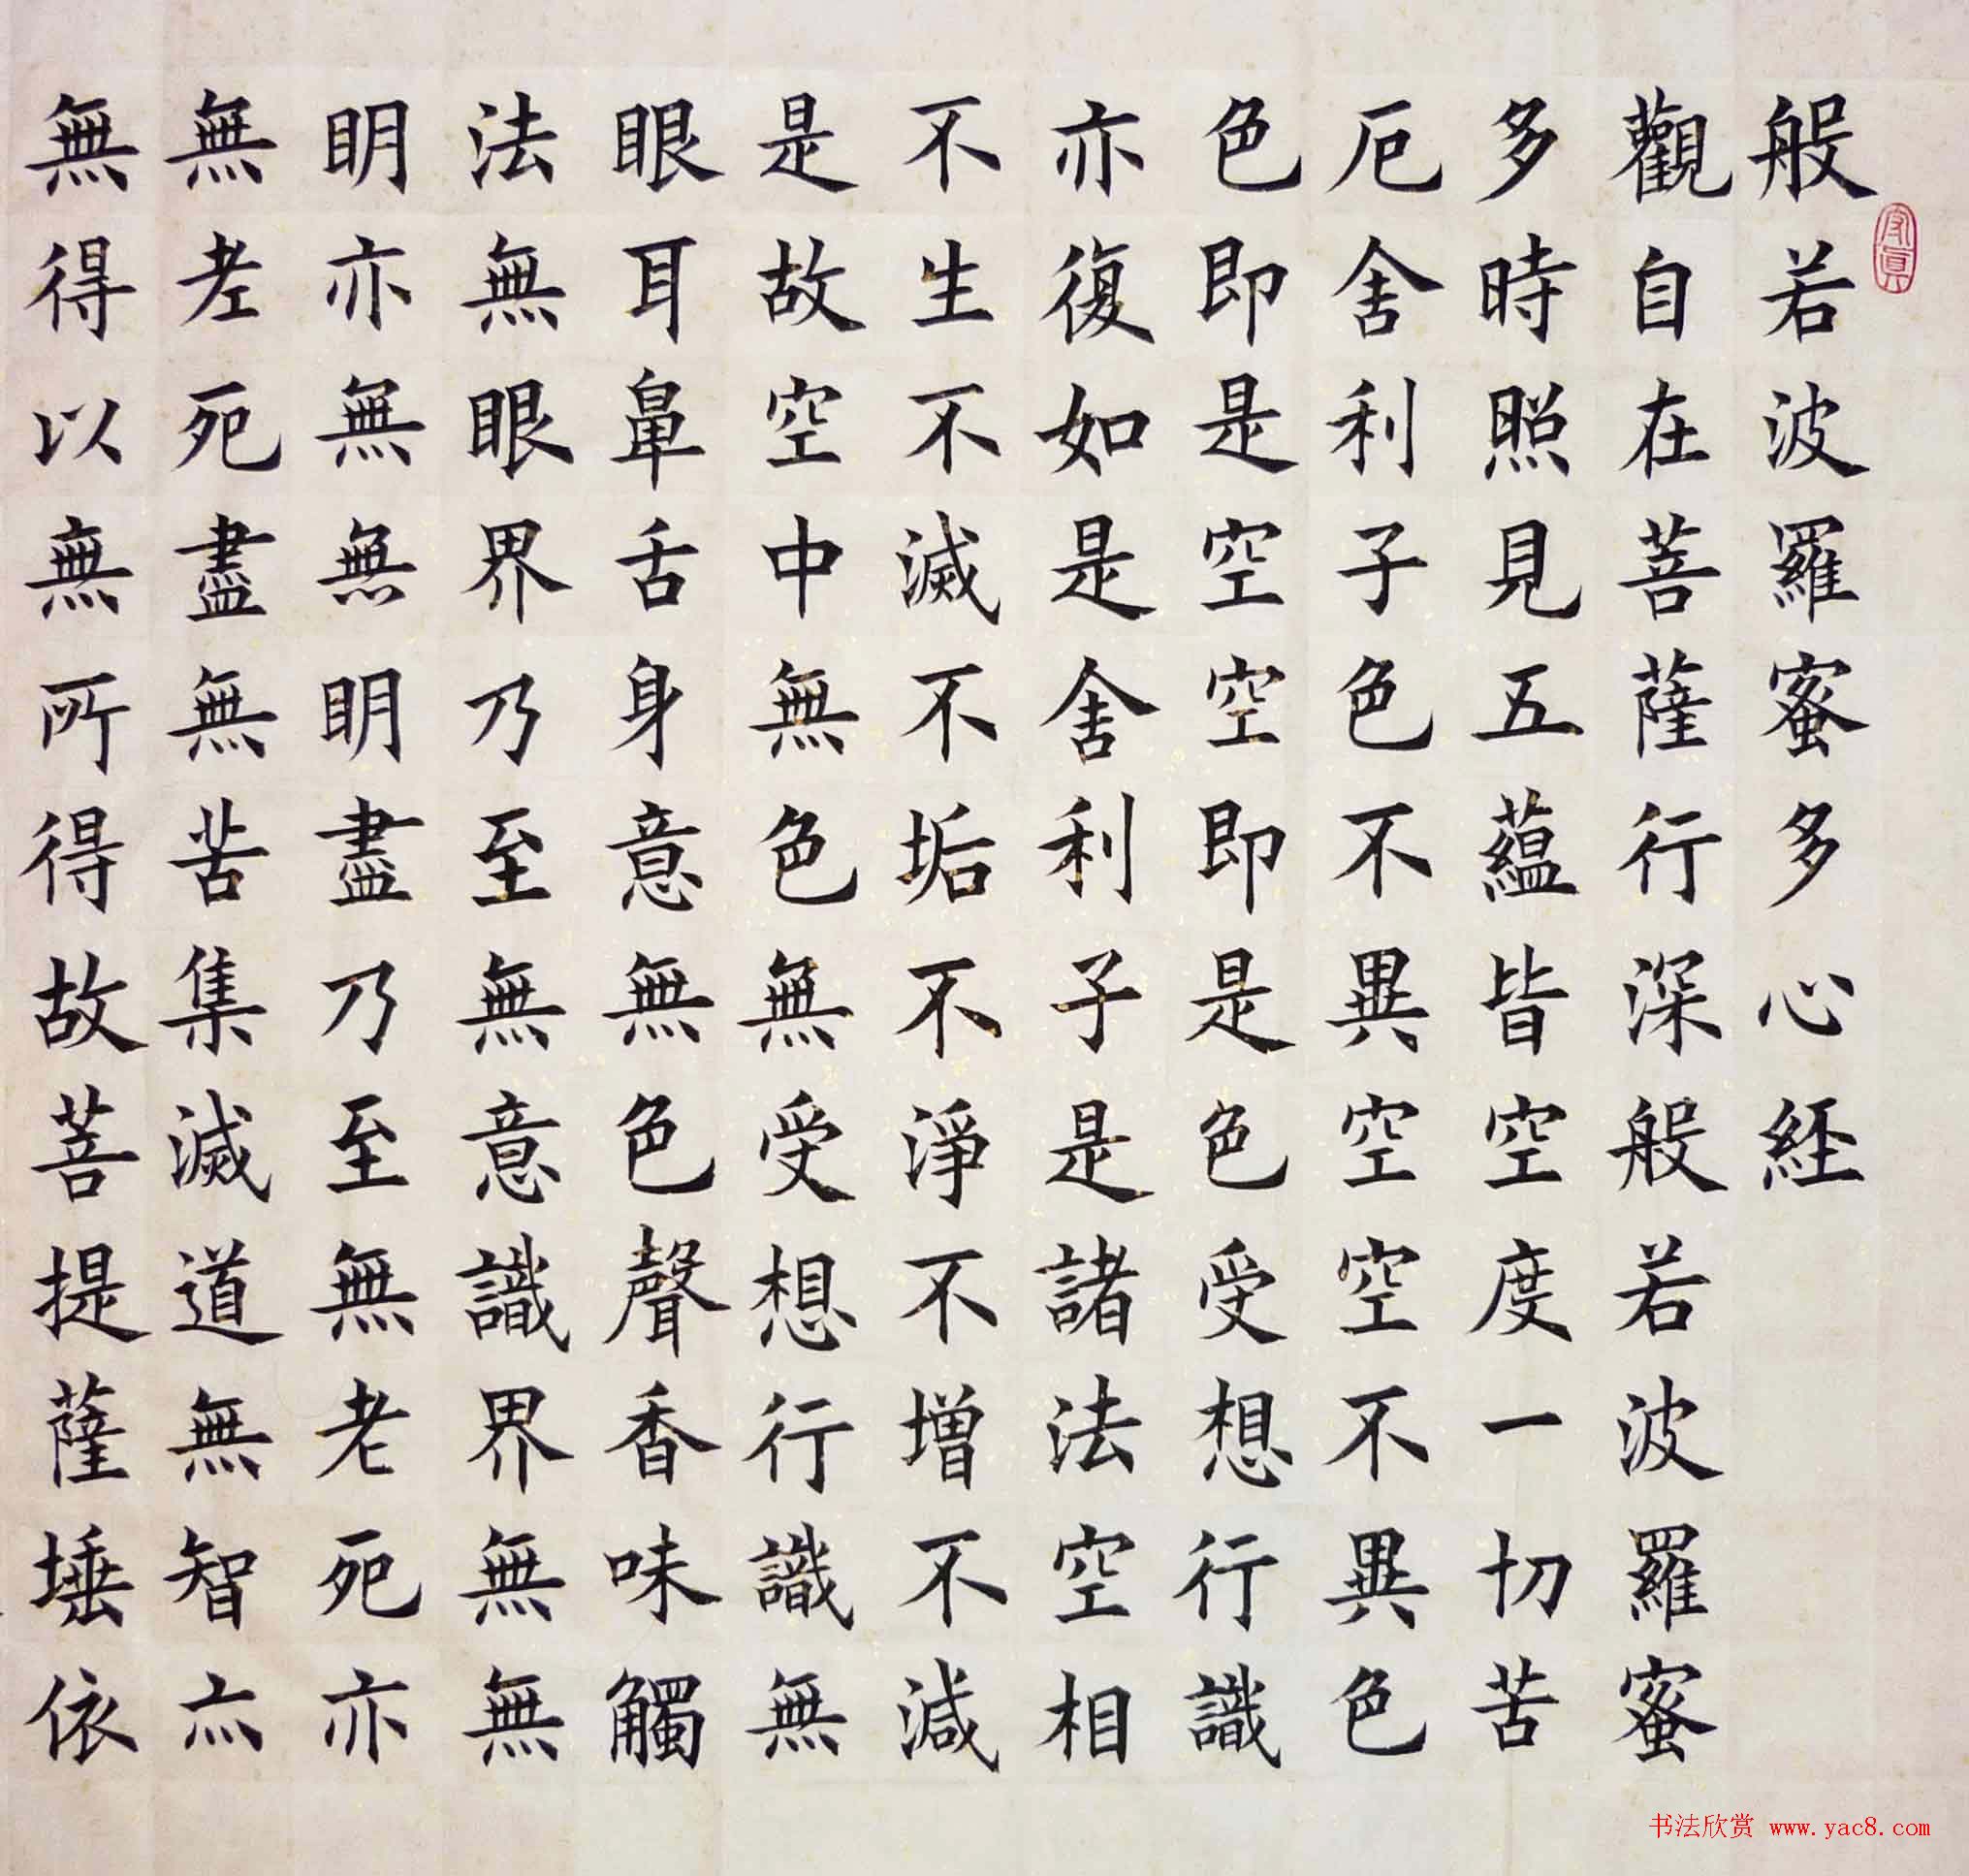 般若波羅蜜多心経
觀自在菩薩行深般若波羅蜜
多時照見五蘊皆空度一切苦
厄舍利子色不異空空不異色
色即是空空即是色受想行識
亦復如是舍利子是諸法空相
不生不滅不垢不淨不增不減
是故空中無色無受想行識無
眼耳鼻舌身意無色聲香味觸
法無眼界乃至無意識界無無
明亦無無明盡乃至無老死亦
無老死盡無苦集滅道無智亦
無得以無所得故菩提薩埵依
书法欣赏 www.yac8.com